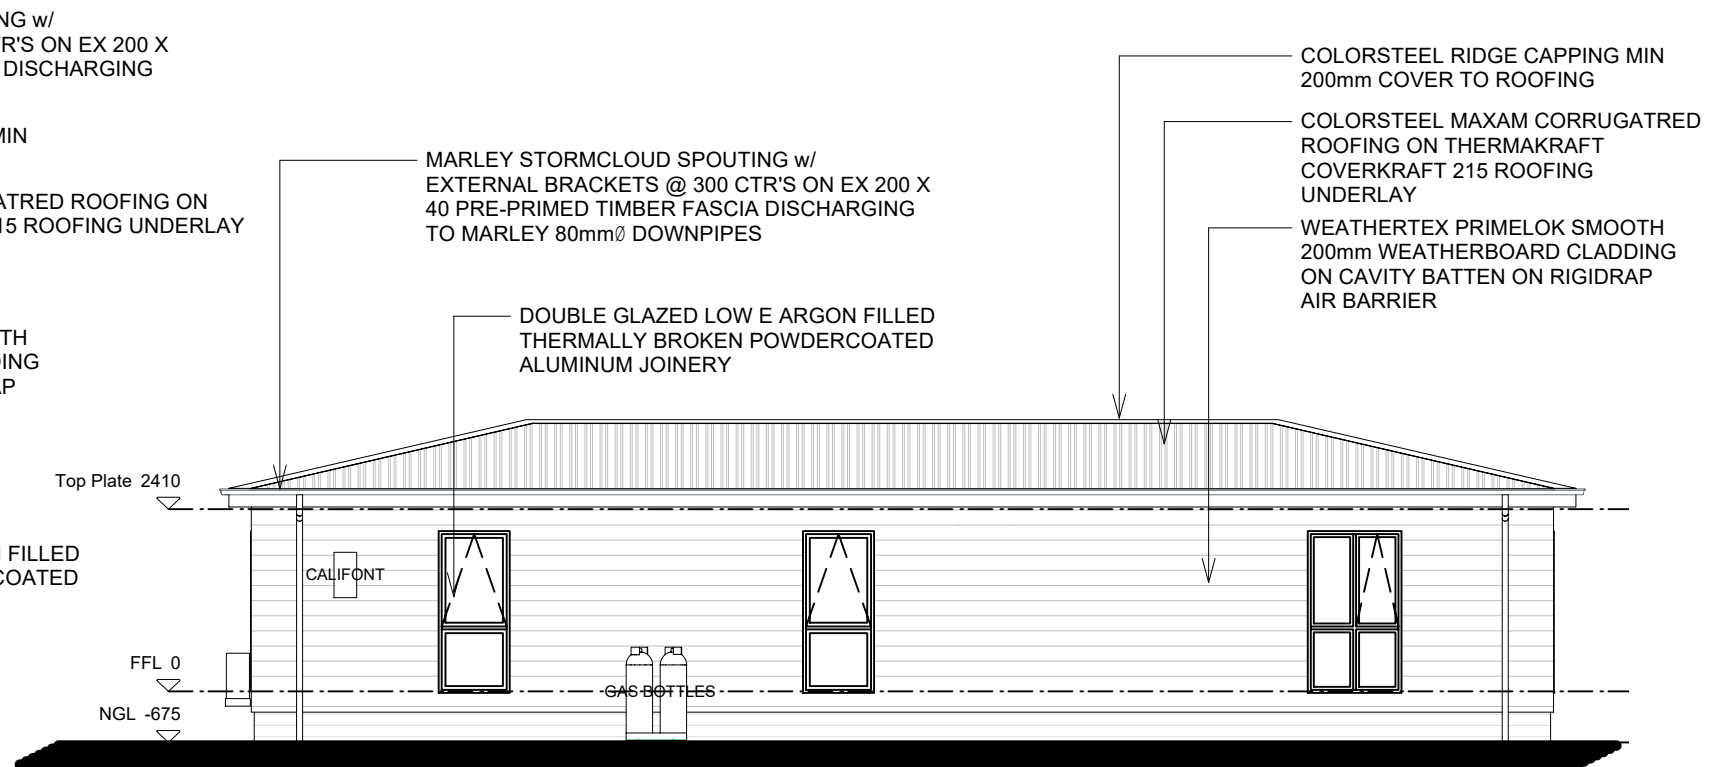 NG w/
TR'S ON EX 200 X
DISCHARGING
MIN
ATRED ROOFING ON
15 ROOFING UNDERLAY
TH
DING
AP
FILLED
COATED
MARLEY STORMCLOUD SPOUTING w/
EXTERNAL BRACKETS @ 300 CTR'S ON EX 200 X
40 PRE-PRIMED TIMBER FASCIA DISCHARGING
TO MARLEY 80mmØ DOWNPIPES
DOUBLE GLAZED LOW E ARGON FILLED
THERMALLY BROKEN POWDERCOATED
ALUMINUM JOINERY
COLORSTEEL RIDGE CAPPING MIN
200mm COVER TO ROOFING
COLORSTEEL MAXAM CORRUGATRED
ROOFING ON THERMAKRAFT
COVERKRAFT 215 ROOFING
UNDERLAY
WEATHERTEX PRIMELOK SMOOTH
200mm WEATHERBOARD CLADDING
ON CAVITY BATTEN ON RIGIDRAP
AIR BARRIER
Top Plate 2410
CALIFONT
FFL 0
GAS BOTTLES
NGL -675